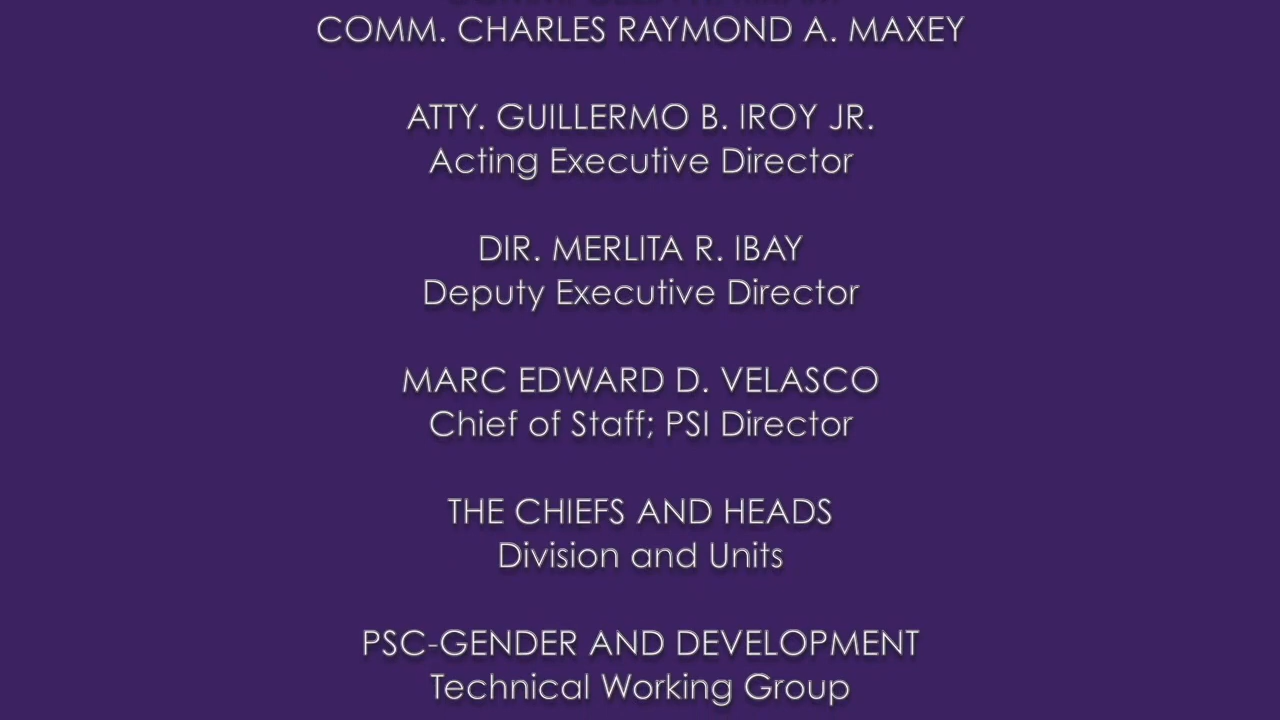 COMM. CHARLES RAYMOND A. MAXEY
ATTY. GUILLERMO B. IROY JR.
Acting Executive Director
DIR. MERLITA R. IBAY
Deputy Executive Director
MARC EDWARD D. VELASCO
Chief of Staff; PSI Director
THE CHIEFS AND HEADS
Division and Units
PSC-GENDER AND DEVELOPMENT
Technical Working Group